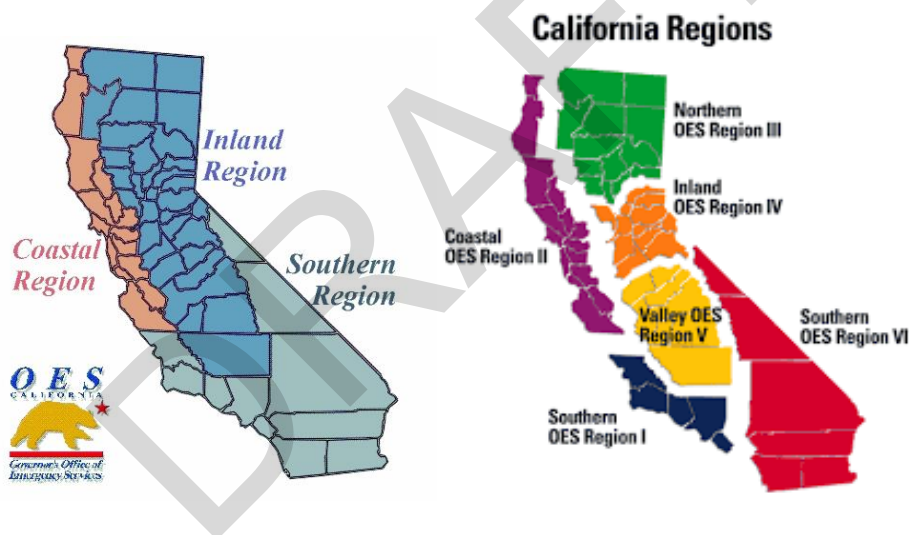 California Regions
Inland
Region
Coastal
Region
Southern
Region
O E S
CALIFORNIA
Governor's Office of
Emergency Services
Northern
OES Region III
Inland
OES Region IV
Coastal
OES Region II
Valley OES
Region V
Southern
OES Region VI
Southern
OES Region I
DRAFT